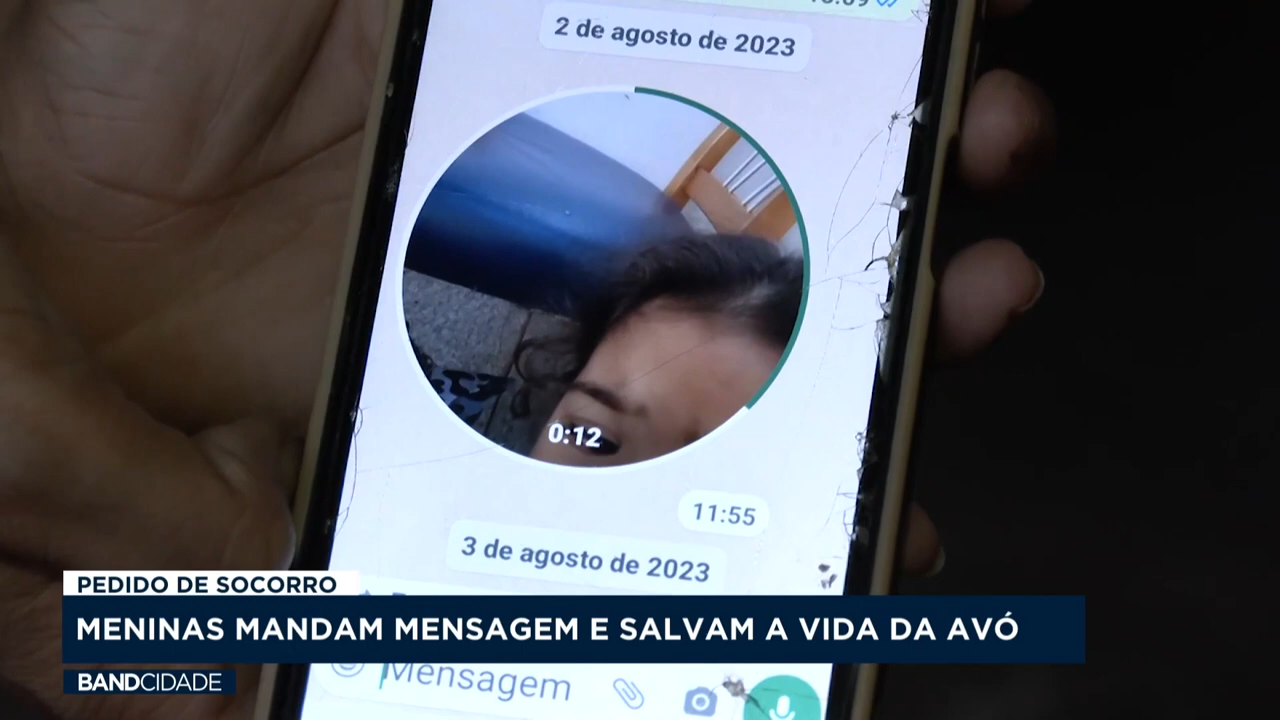 2 de agosto de 2023
0:12
11:55
3 de agosto de 2023
PEDIDO DE SOCORRO
MENINAS MANDAM MENSAGEM E SALVAM A VIDA DA AVÓ
Mensagem
BANDCIDADE